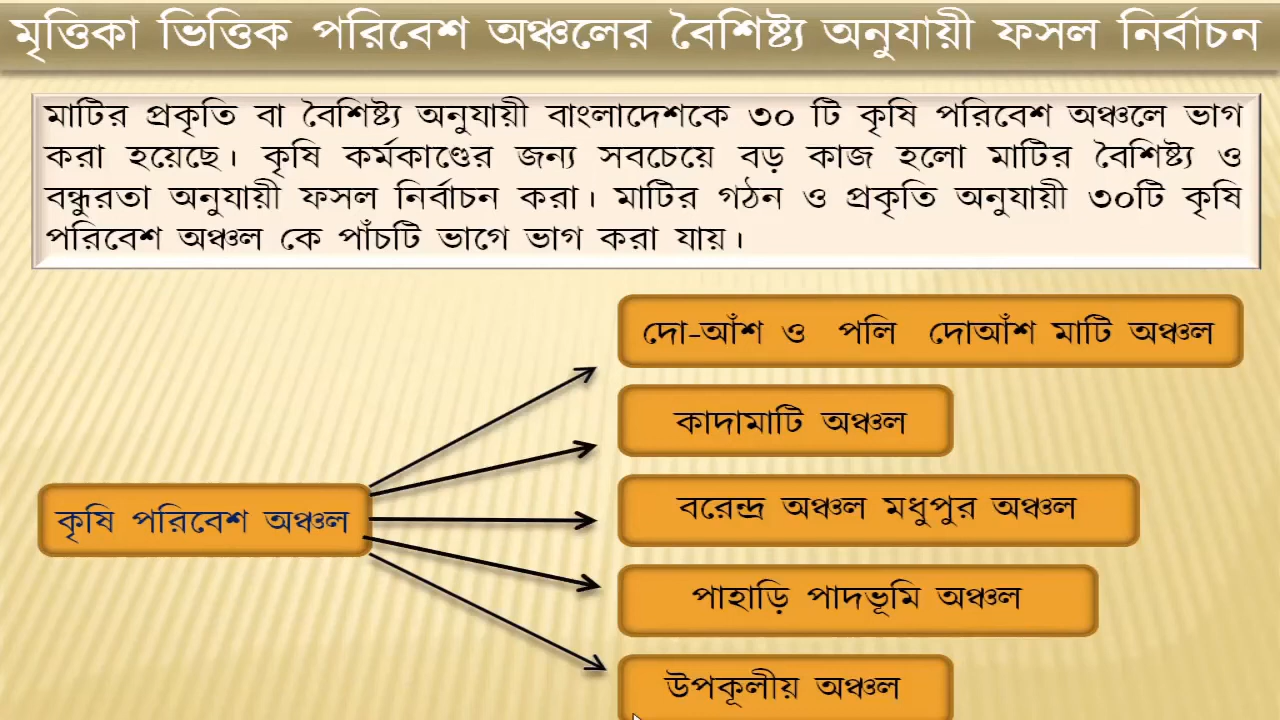 মৃত্তিকা ভিত্তিক পরিবেশ অঞ্চলের বৈশিষ্ট্য অনুযায়ী ফসল নির্বাচন
মাটির প্রকৃতি বা বৈশিষ্ট্য অনুযায়ী বাংলাদেশকে ৩০ টি কৃষি পরিবেশ অঞ্চলে ভাগ
করা হয়েছে। কৃষি কর্মকাণ্ডের জন্য সবচেয়ে বড় কাজ হলো মাটির বৈশিষ্ট্য ও
বন্ধুরতা অনুযায়ী ফসল নির্বাচন করা। মাটির গঠন ও প্রকৃতি অনুযায়ী ৩০টি কৃষি
পরিবেশ অঞ্চল কে পাঁচটি ভাগে ভাগ করা যায়।
দো-আঁশ ও পলি দোআঁশ মাটি অঞ্চল
কাদামাটি অঞ্চল
বরেন্দ্র অঞ্চল মধুপুর অঞ্চল
কৃষি পরিবেশ অঞ্চল
পাহাড়ি পাদভূমি অঞ্চল
উপকূলীয় অঞ্চল